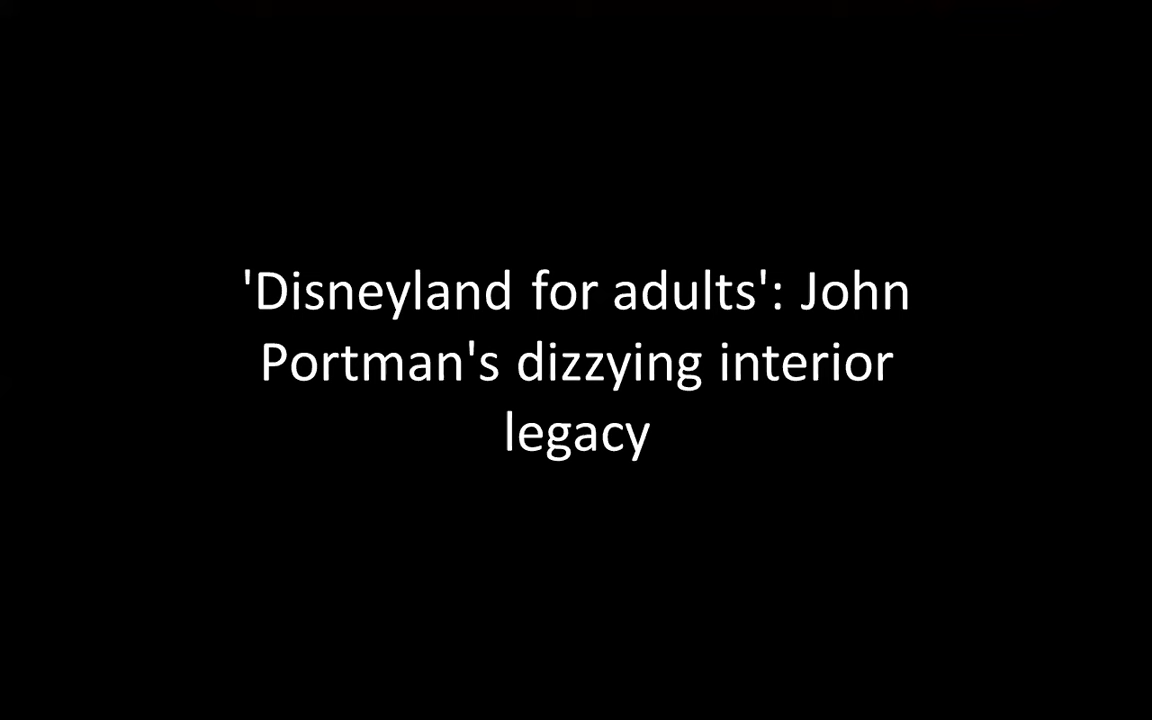 'Disneyland for adults': John
Portman's dizzying interior
legacy